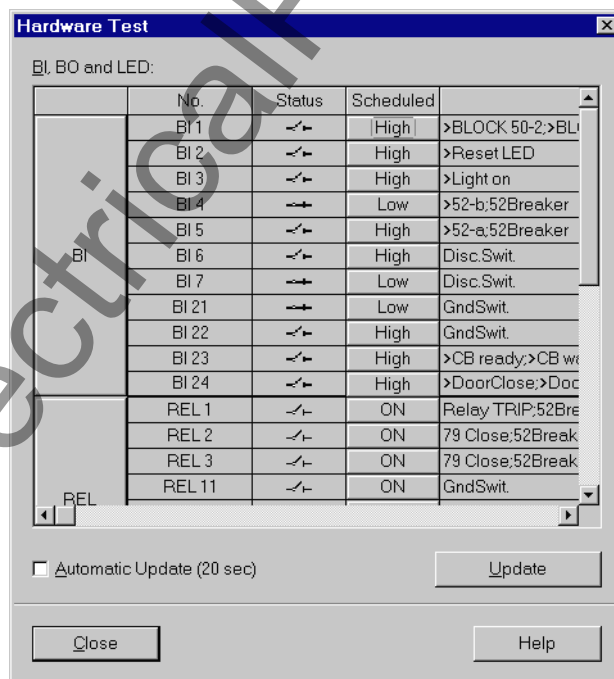 Hardware Test
BI, BO and LED:
No. Status Scheduled
BI
BI 1 High >BLOCK 50-2;>BL
BI 2 High >Reset LED
BI 3 High >Light on
BI 4 Low >52-b;52Breaker
BI 5 High >52-a;52Breaker
BI 6 High Disc.Swit.
BI 7 Low Disc.Swit.
BI 21 Low GndSwit.
BI 22 High GndSwit.
BI 23 High >CB ready;>CB wa
BI 24 High >DoorClose;>Doo
REL
REL 1 ON Relay TRIP;52Bre
REL 2 ON 79 Close;52Break
REL 3 ON 79 Close;52Break
REL 11 ON GndSwit.
Automatic Update (20 sec)
Update
Close
Help